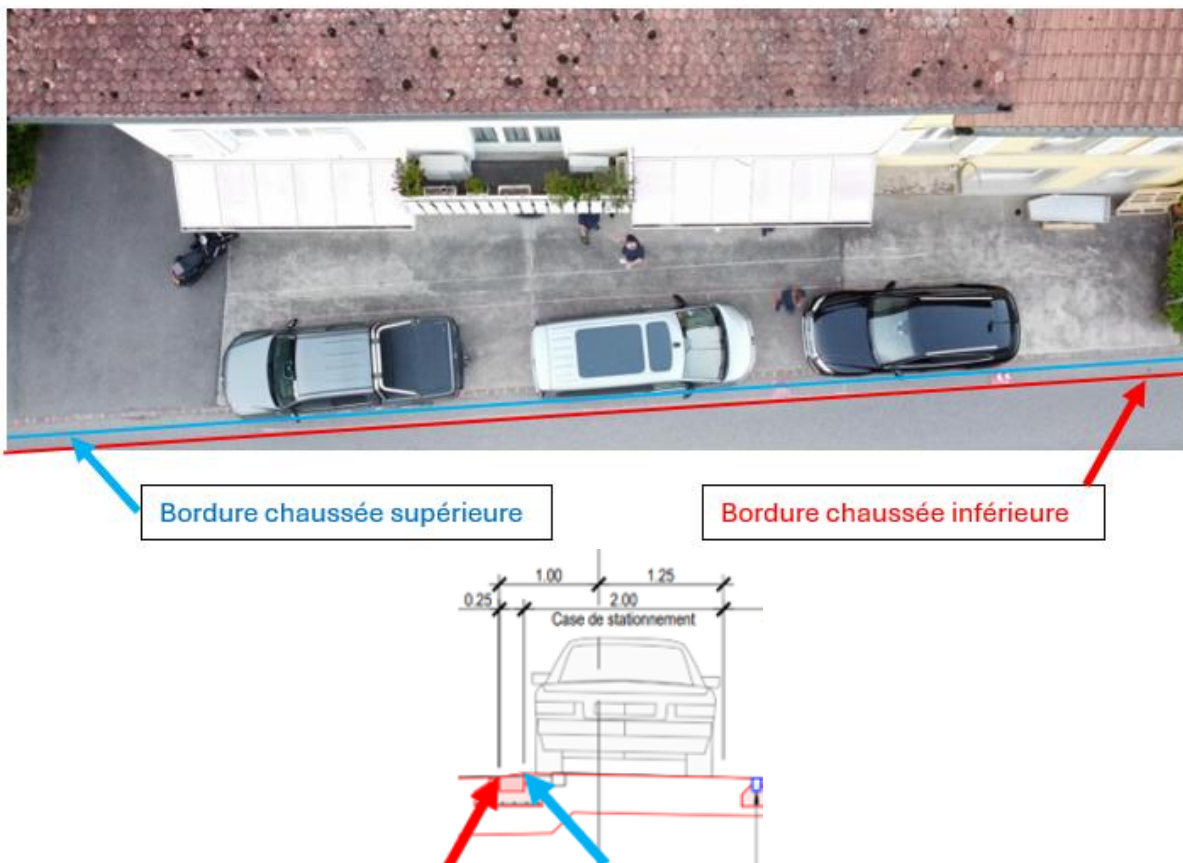 Bordure chaussée supérieure
Bordure chaussée inférieure
1.00 1.25
0.25 2.00
Case de stationnement